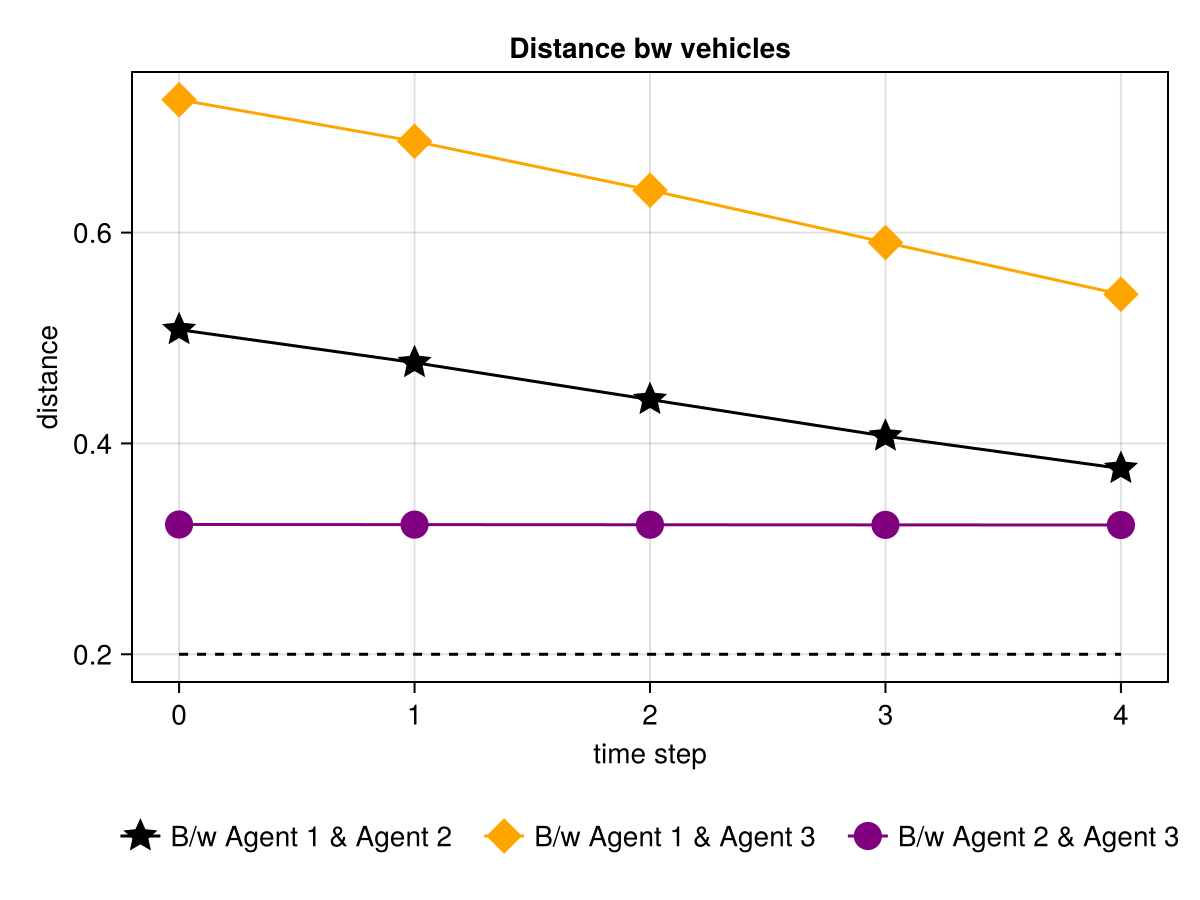 Distance bw vehicles
distance
0.6
0.4
0.2
0 1 2 3 4
time step
B/w Agent 1 & Agent 2 B/w Agent 1 & Agent 3 B/w Agent 2 & Agent 3